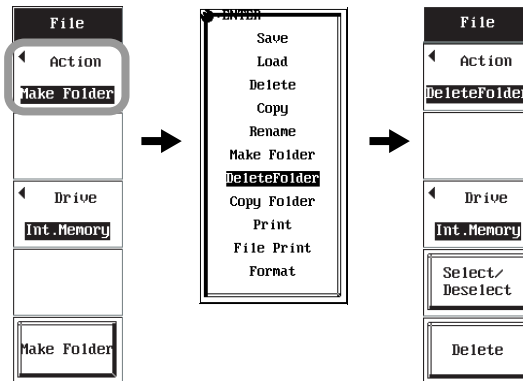 File
Action
Make Folder
Drive
Int.Memory
Make Folder
:ENTER
Save
Load
Delete
Copy
Rename
Make Folder
DeleteFolder
Copy Folder
Print
File Print
Format
File
Action
DeleteFolder
Drive
Int.Memory
Select/
Deselect
Delete